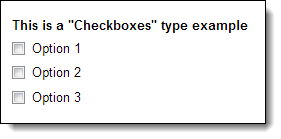 This is a "Checkboxes" type example
Option 1
Option 2
Option 3